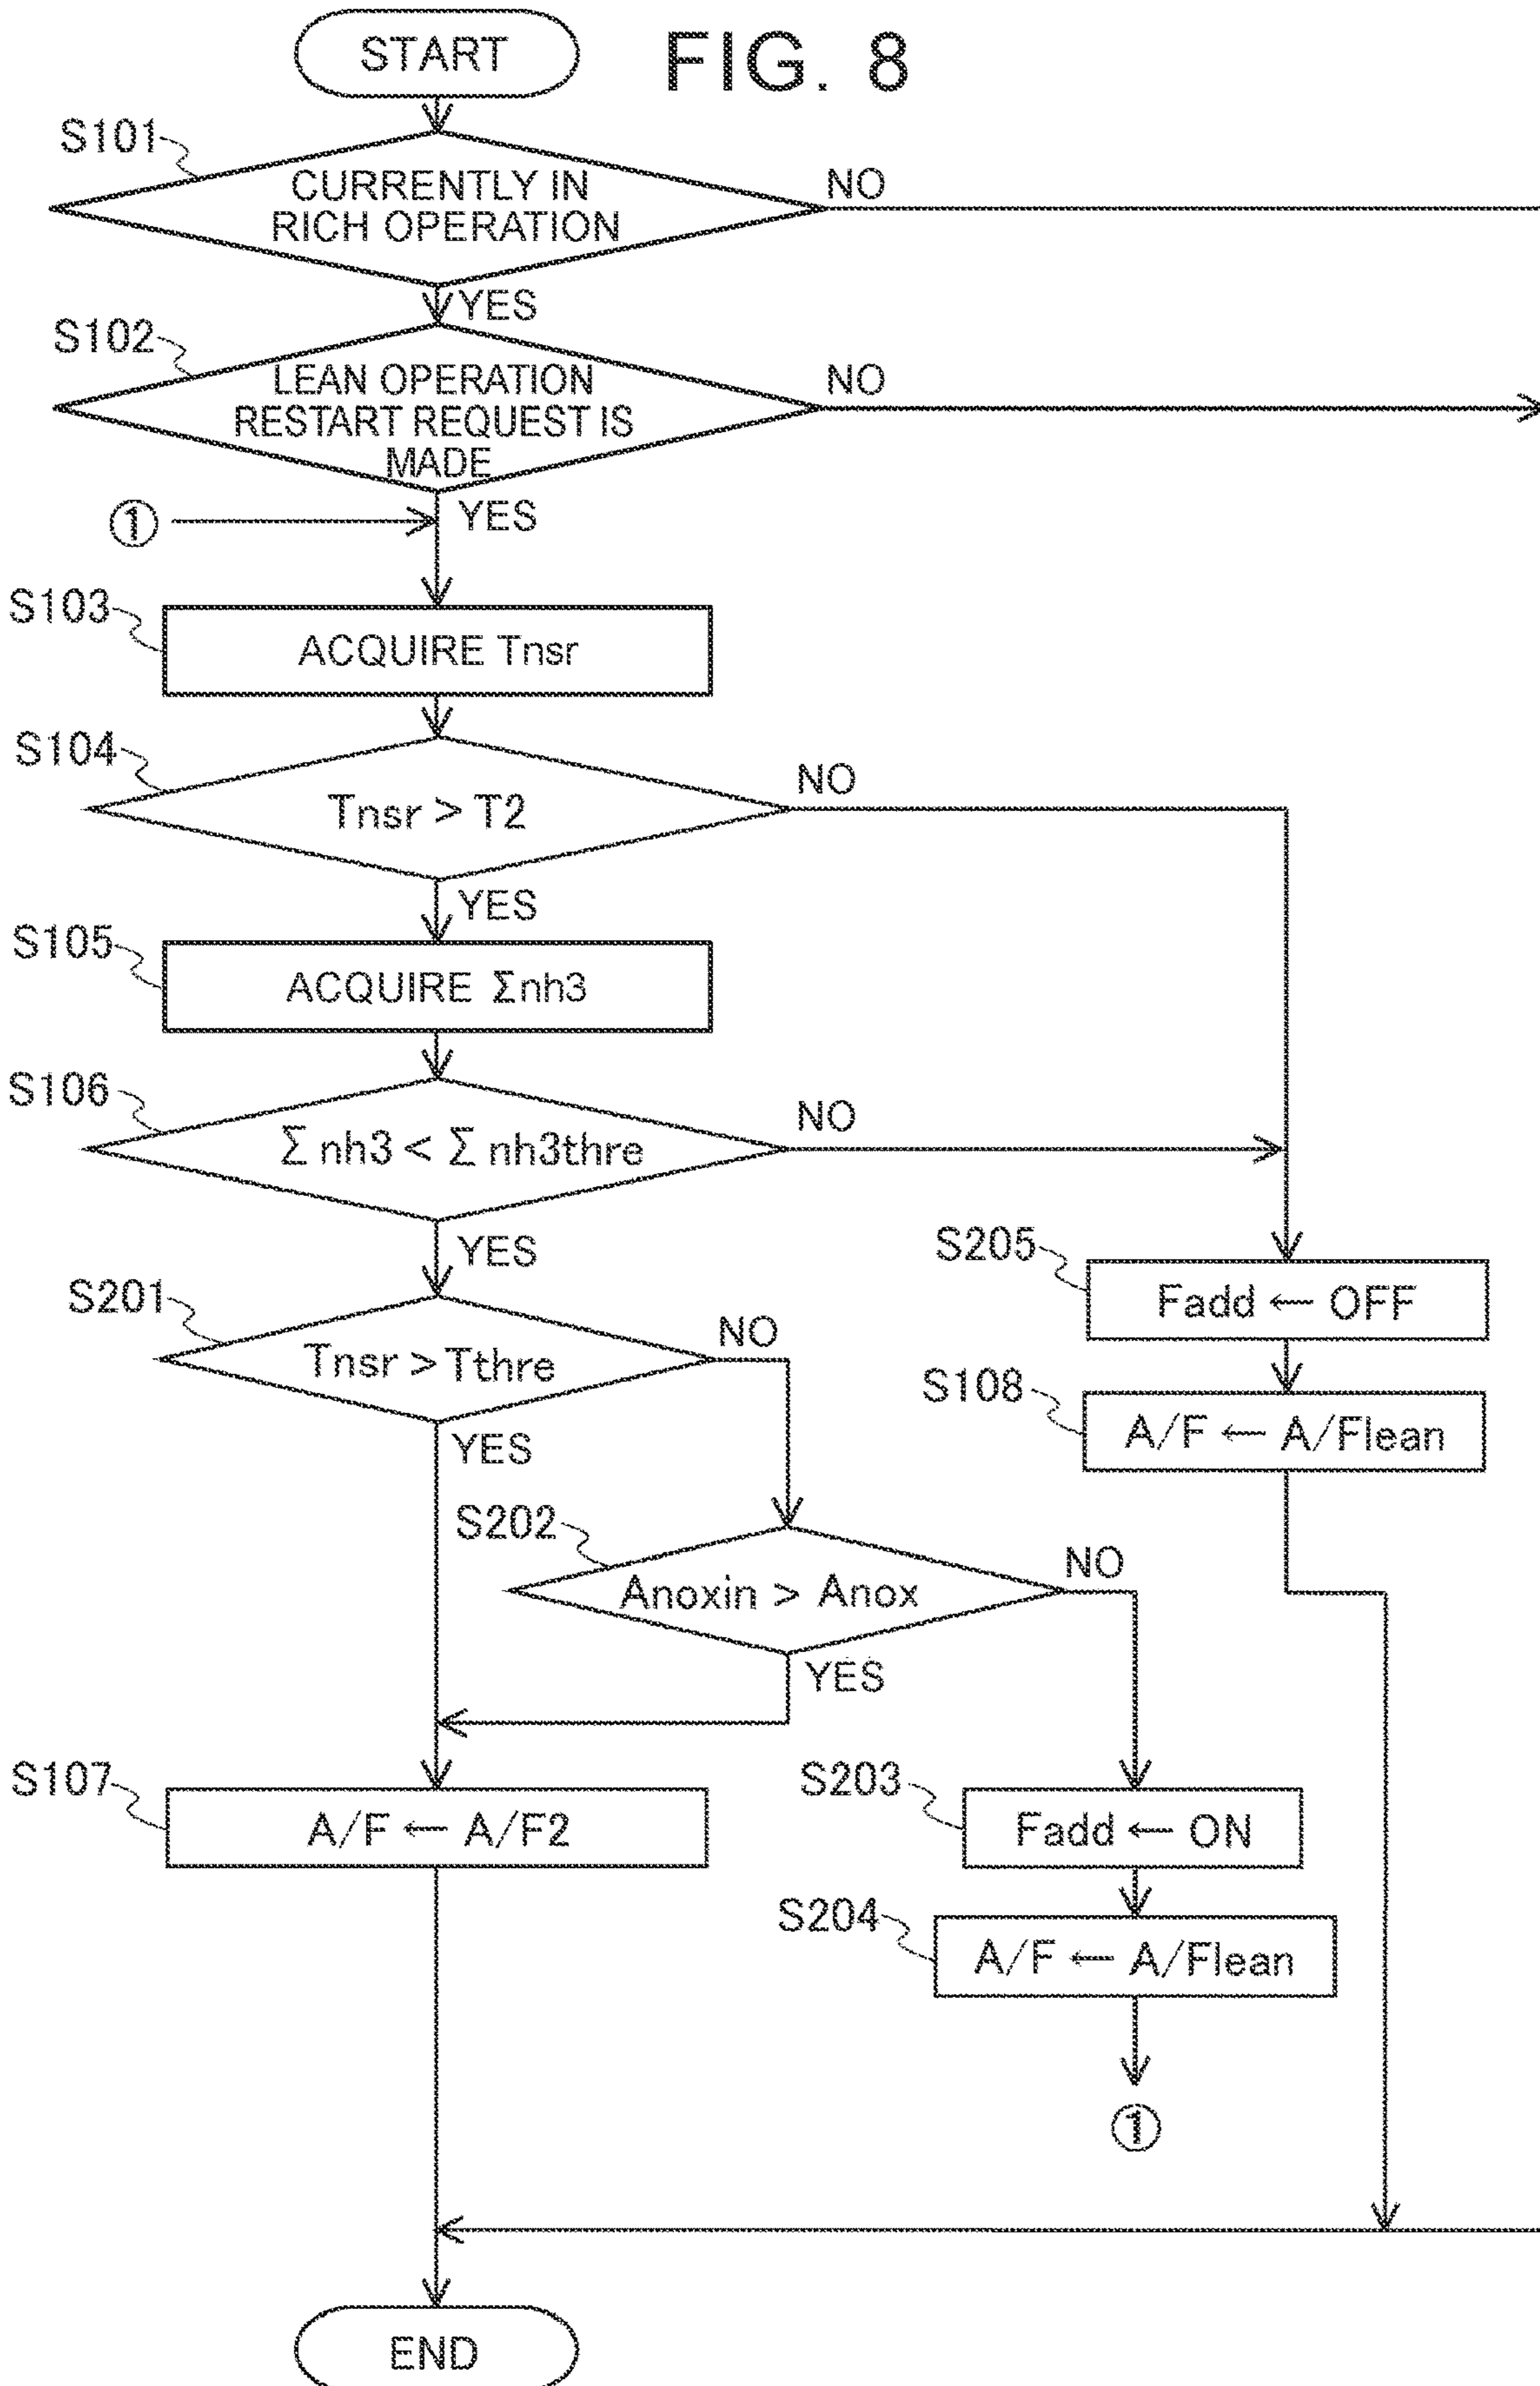 START
FIG. 8
S101
CURRENTLY IN
RICH OPERATION
NO
YES
S102
LEAN OPERATION
RESTART REQUEST IS
MADE
NO
YES
①
S103
ACQUIRE Tnsr
S104
Tnsr > T2
NO
YES
S105
ACQUIRE Σnh3
S106
Σ nh3 < Σ nh3thre
NO
YES
S205
Fadd ← OFF
S201
Tnsr > Tthre
NO
YES
S108
A/F ← A/Flean
S202
Anoxin > Anox
NO
YES
S107
A/F ← A/F2
S203
Fadd ← ON
S204
A/F ← A/Flean
①
END